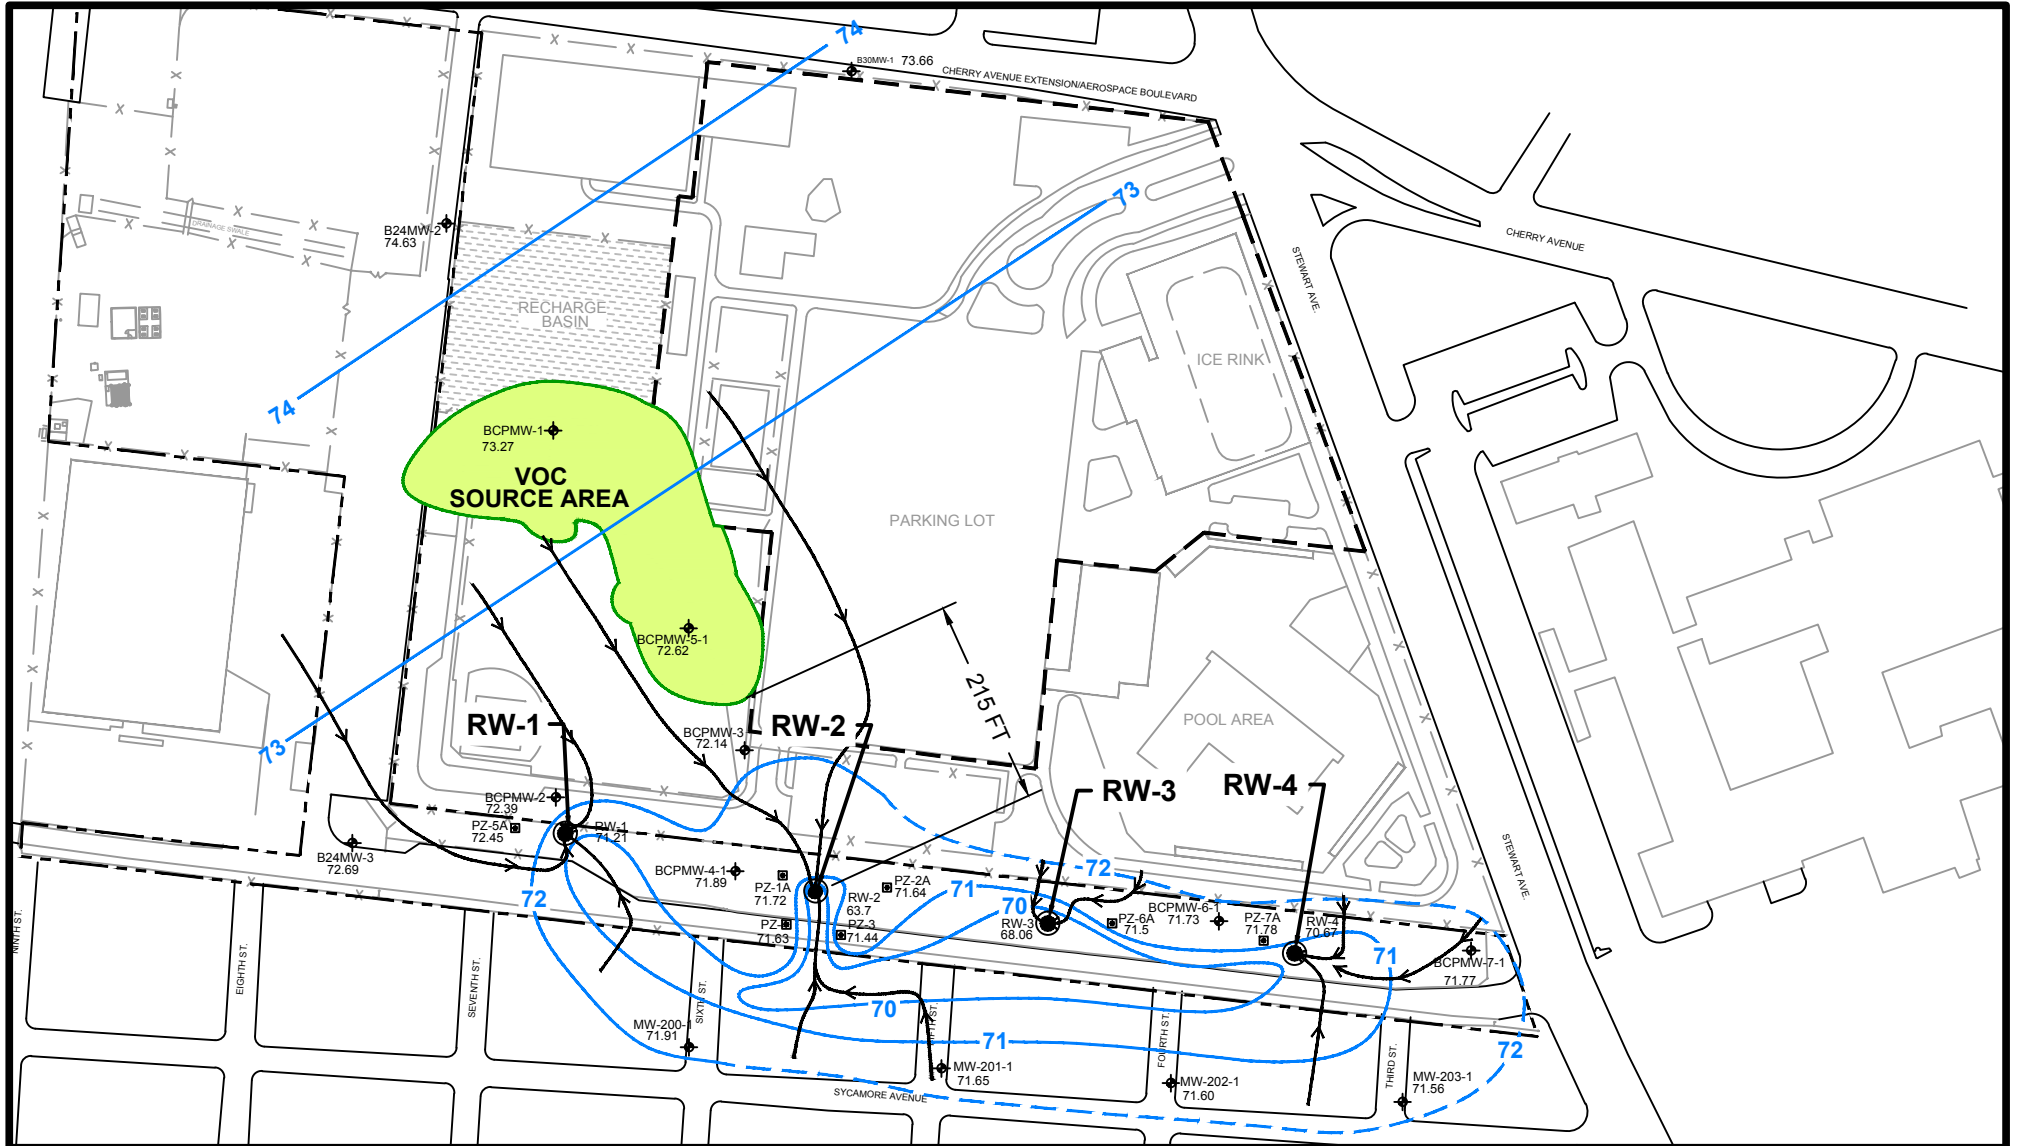 74
B30MW-1 73.66
CHERRY AVENUE EXTENSION/AEROSPACE BOULEVARD
73
B24MW-2
74.63
DRAINAGE SWALE
STEWART AVE.
CHERRY AVENUE
RECHARGE
BASIN
ICE RINK
74
BCPMW-1
73.27
VOC
SOURCE AREA
PARKING LOT
BCPMW-5-1
72.62
215 FT
POOL AREA
73
RW-1
BCPMW-3
72.14
RW-2
RW-3
RW-4
BCPMW-2
72.39
PZ-5A
72.45
RW-1
71.21
B24MW-3
72.69
BCPMW-4-1
71.89
PZ-1A
71.72
PZ-2A
71.64
RW-2
63.7
PZ-3
71.44
71.63
72
71
70
72
RW-3
68.06
PZ-6A
71.5
BCPMW-6-1
71.73
PZ-7A
71.78
RW-4
70.67
BCPMW-7-1
71.77
71
STEWART AVE.
NINTH ST.
EIGHTH ST.
SEVENTH ST.
SIXTH ST.
FIFTH ST.
FOURTH ST.
THIRD ST.
70
71
72
MW-200-1
71.91
MW-201-1
71.65
MW-202-1
71.60
MW-203-1
71.56
SYCAMORE AVENUE